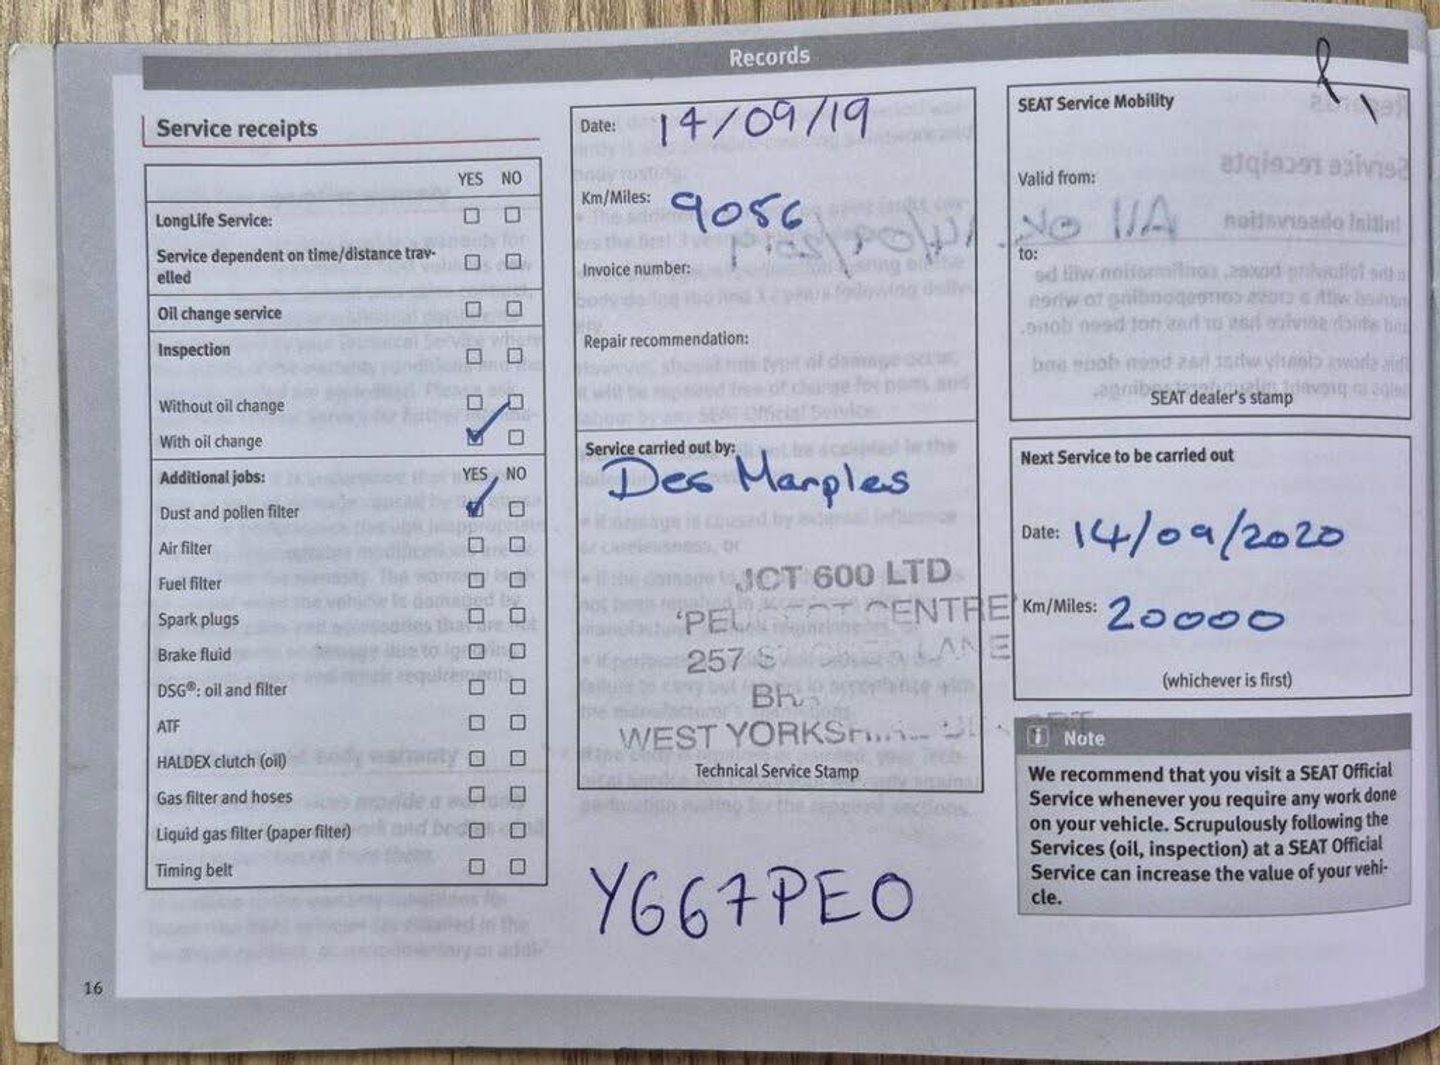 Records
Service receipts
YES NO
LongLife Service:
Service dependent on time/distance trav-
elled
Oil change service
Inspection
Without oil change
With oil change
Additional jobs: YES NO
Dust and pollen filter
Air filter
Fuel filter
Spark plugs
Brake fluid
DSG®: oil and filter
ATF
HALDEX clutch (oil)
Gas filter and hoses
Liquid gas filter (paper filter)
Timing belt
16
Date: 14/09/19
Km/Miles: 9056
Invoice number:
Repair recommendation:
Service carried out by:
Des Marples
JCT 600 LTD
CENTRE
257 LANE
WEST
Technical Service Stamp
YG67PEO
SEAT Service Mobility
Valid from:
to:
SEAT dealer's stamp
Next Service to be carried out
Date: 14/09/2020
Km/Miles: 20000
(whichever is first)
i Note
We recommend that you visit a SEAT Official
Service whenever you require any work done
on your vehicle. Scrupulously following the
Services (oil, inspection) at a SEAT Official
Service can increase the value of your vehi-
cle.